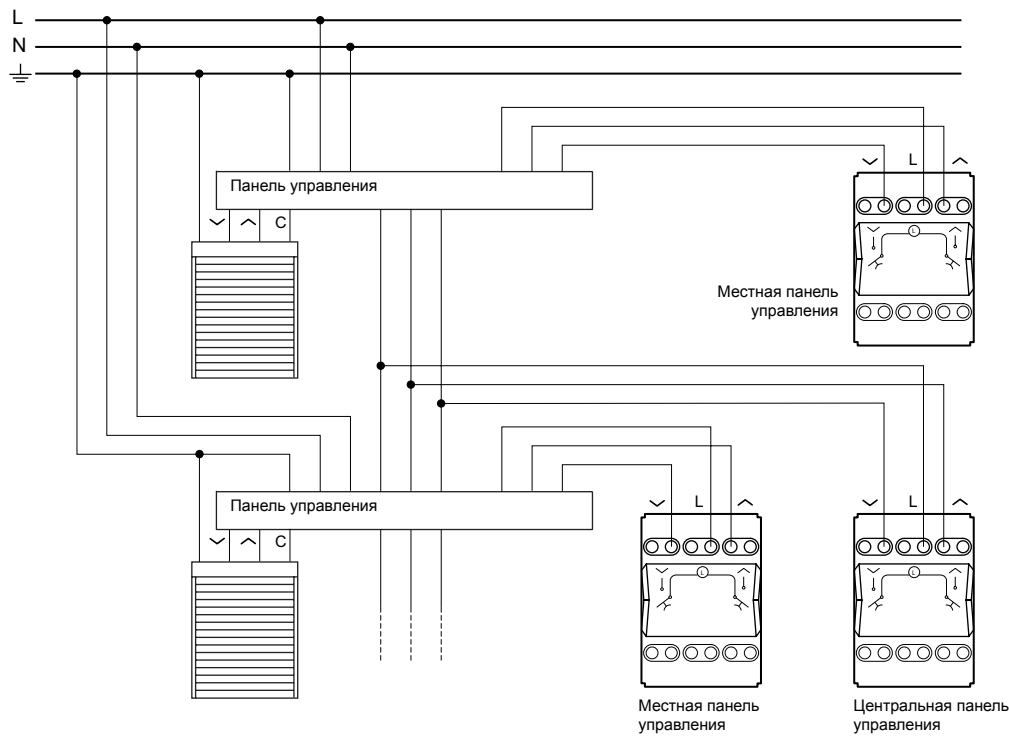 L
N
Панель управления
C
L
Местная панель
управления
L
Панель управления
C
L
L
L
L
Местная панель
управления
Центральная панель
управления